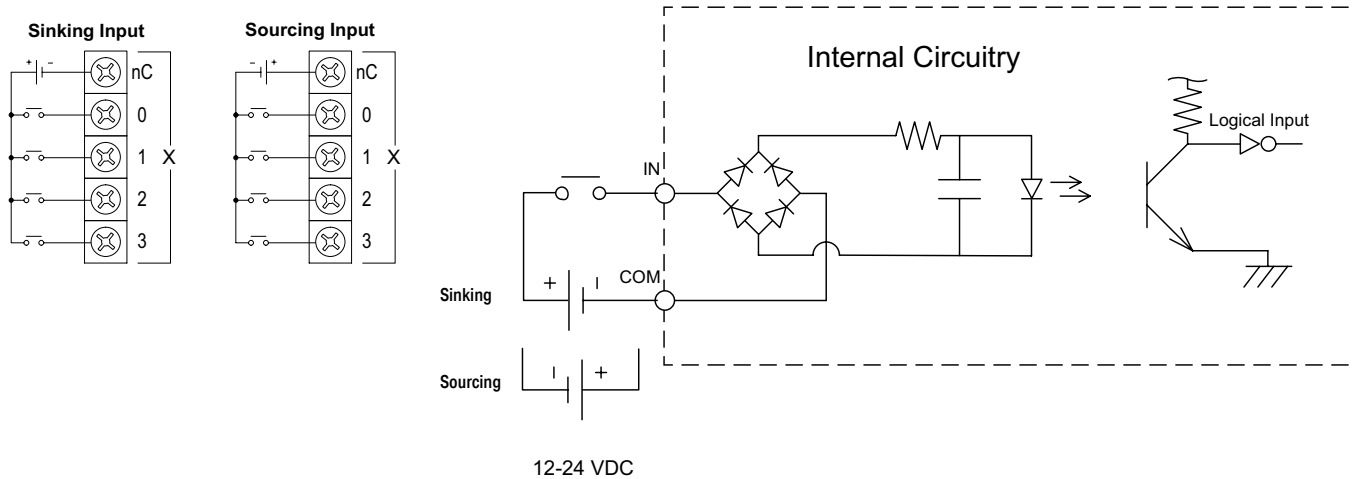 Sinking Input
+ -
nC
0
1 X
2
3
Sourcing Input
- +
nC
0
1 X
2
3
Internal Circuitry
Logical Input
IN
COM
Sinking
+ −
Sourcing
− +
12-24 VDC